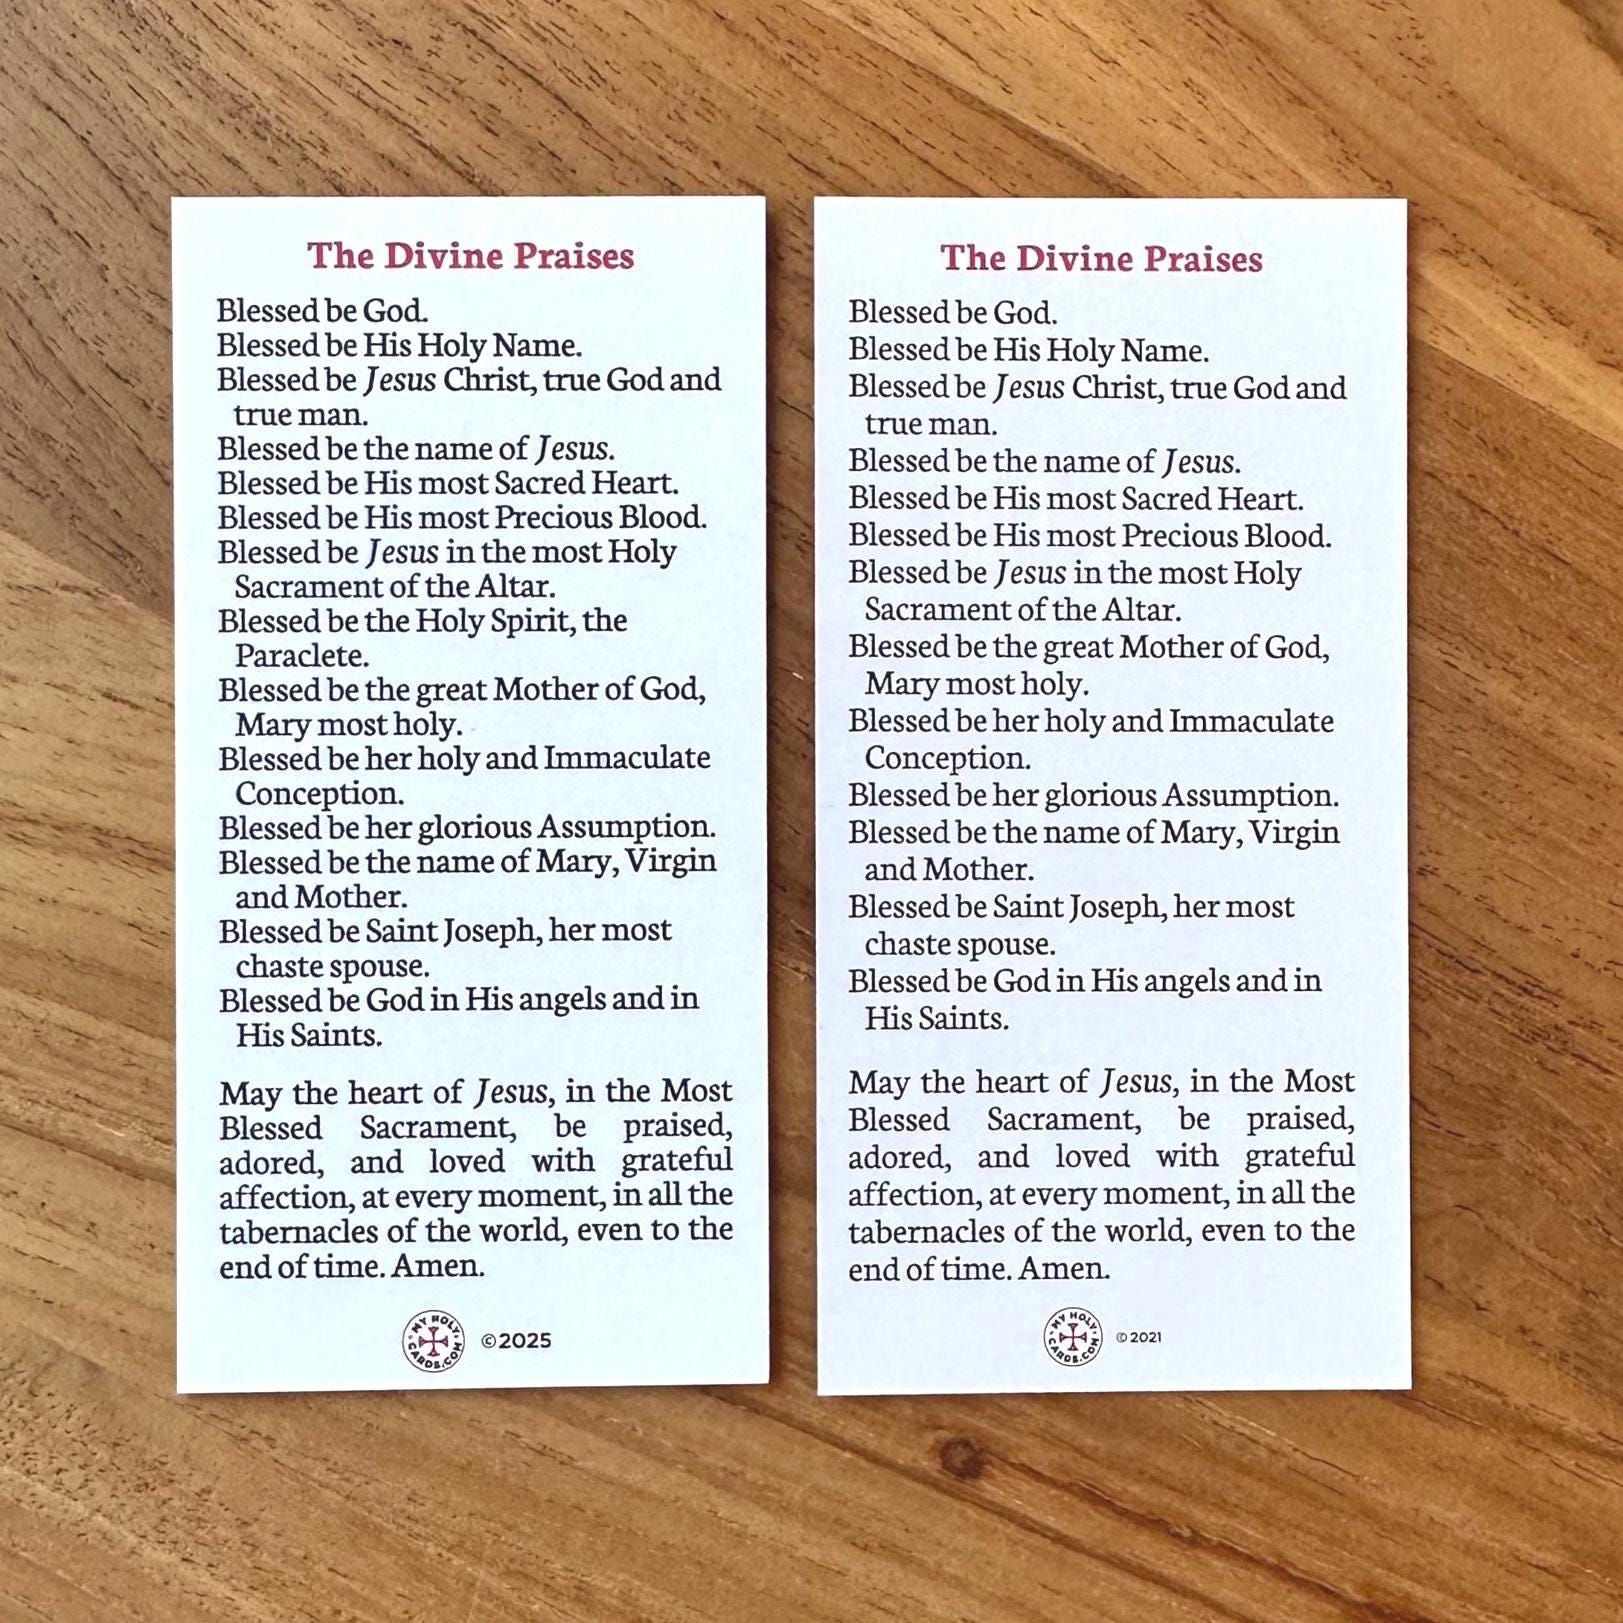 The Divine Praises
Blessed be God.
Blessed be His Holy Name.
Blessed be Jesus Christ, true God and
true man.
Blessed be the name of Jesus.
Blessed be His most Sacred Heart.
Blessed be His most Precious Blood.
Blessed be Jesus in the most Holy
Sacrament of the Altar.
Blessed be the Holy Spirit, the
Paraclete.
Blessed be the great Mother of God,
Mary most holy.
Blessed be her holy and Immaculate
Conception.
Blessed be her glorious Assumption.
Blessed be the name of Mary, Virgin
and Mother.
Blessed be Saint Joseph, her most
chaste spouse.
Blessed be God in His angels and in
His Saints.
May the heart of Jesus, in the Most
Blessed Sacrament, be praised,
adored, and loved with grateful
affection, at every moment, in all the
tabernacles of the world, even to the
end of time. Amen.
MY HOLY CARDS.COM
©2025
The Divine Praises
Blessed be God.
Blessed be His Holy Name.
Blessed be Jesus Christ, true God and
true man.
Blessed be the name of Jesus.
Blessed be His most Sacred Heart.
Blessed be His most Precious Blood.
Blessed be Jesus in the most Holy
Sacrament of the Altar.
Blessed be the great Mother of God,
Mary most holy.
Blessed be her holy and Immaculate
Conception.
Blessed be her glorious Assumption.
Blessed be the name of Mary, Virgin
and Mother.
Blessed be Saint Joseph, her most
chaste spouse.
Blessed be God in His angels and in
His Saints.
May the heart of Jesus, in the Most
Blessed Sacrament, be praised,
adored, and loved with grateful
affection, at every moment, in all the
tabernacles of the world, even to the
end of time. Amen.
MY HOLY CARDS.COM
© 2021